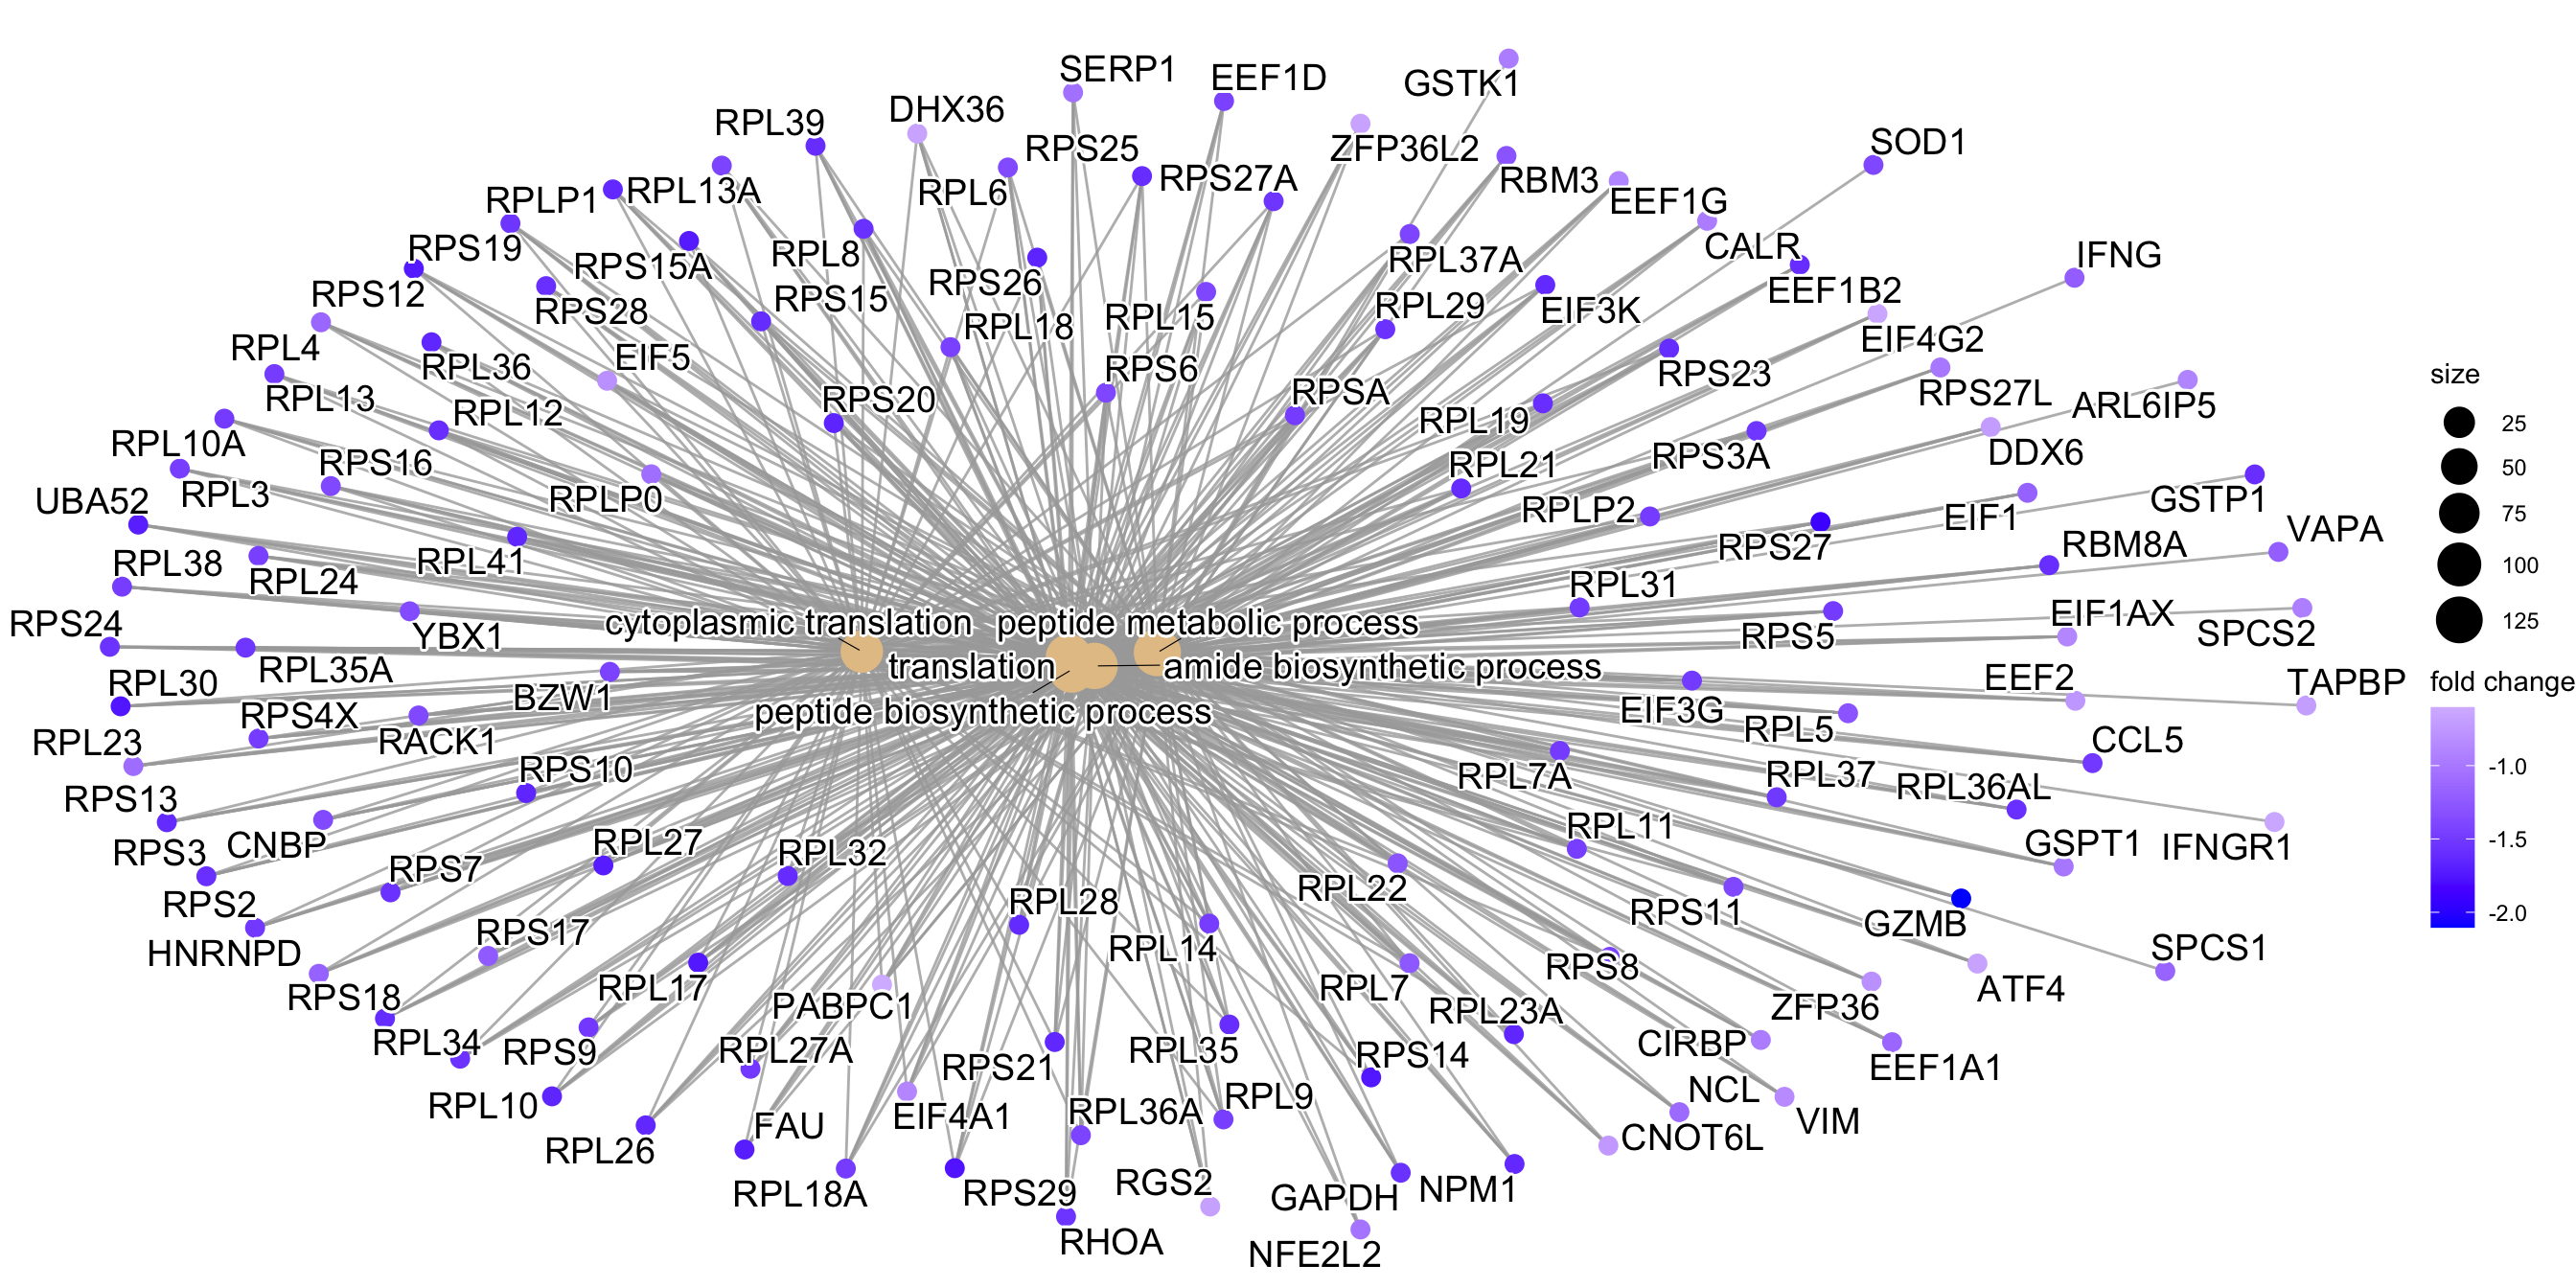 SERP1
EEF1D
GSTK1
RPL39
DHX36
RPS25
ZFP36L2
SOD1
RPLP1
RPL13A
RPL6
RPS27A
RBM3
EEF1G
RPS19
RPS15A
RPL8
RPS26
RPL37A
CALR
IFNG
RPS12
RPS28
RPS15
RPL18
RPL15
RPL29
EIF3K
EEF1B2
RPL4
RPL36
EIF5
RPS6
EIF4G2
RPL13
RPL12
RPS20
RPSA
RPL19
RPS23
RPS27L
ARL6IP5
RPL10A
RPS16
RPL21
RPS3A
DDX6
UBA52
RPL3
RPLP0
RPLP2
EIF1
GSTP1
RPL38
RPL24
RPL41
RPS27
RBM8A
VAPA
RPL31
RPS24
YBX1
cytoplasmic translation
peptide metabolic process
RPS5
EIF1AX
SPCS2
RPL30
RPL35A
BZW1
translation
amide biosynthetic process
EIF3G
EEF2
TAPBP
RPL23
RPS4X
RACK1
peptide biosynthetic process
RPL5
CCL5
RPS13
RPS10
RPL7A
RPL37
RPL36AL
RPS3
CNBP
RPS7
RPL27
RPL32
RPL11
GSPT1
IFNGR1
RPS2
RPS17
RPL28
RPL14
RPL22
RPS11
GZMB
HNRNPD
RPS18
RPL17
PABPC1
RPL7
RPS8
ATF4
SPCS1
RPL34
RPS9
RPL27A
RPS21
RPL35
RPS14
RPL23A
CIRBP
ZFP36
EEF1A1
RPL10
RPL26
FAU
EIF4A1
RPL36A
RPL9
NCL
VIM
CNOT6L
RPL18A
RPS29
RGS2
GAPDH
NPM1
RHOA
NFE2L2
size
25
50
75
100
125
fold change
-1.0
-1.5
-2.0